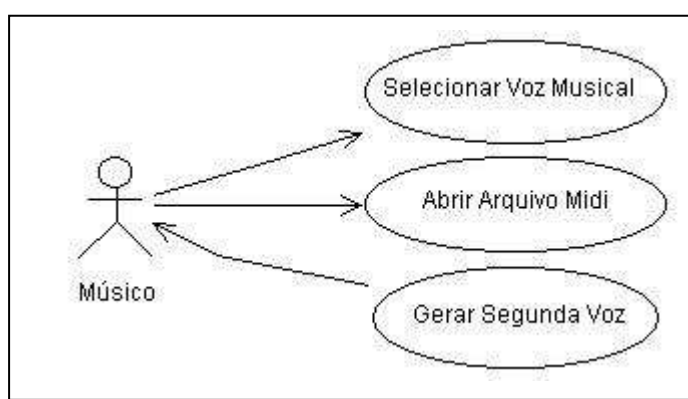 Selecionar Voz Musical
Abrir Arquivo Midi
Músico
Gerar Segunda Voz